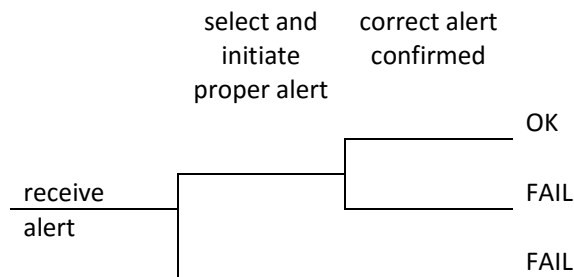 select and
initiate
proper alert
correct alert
confirmed
OK
receive
alert
FAIL
FAIL